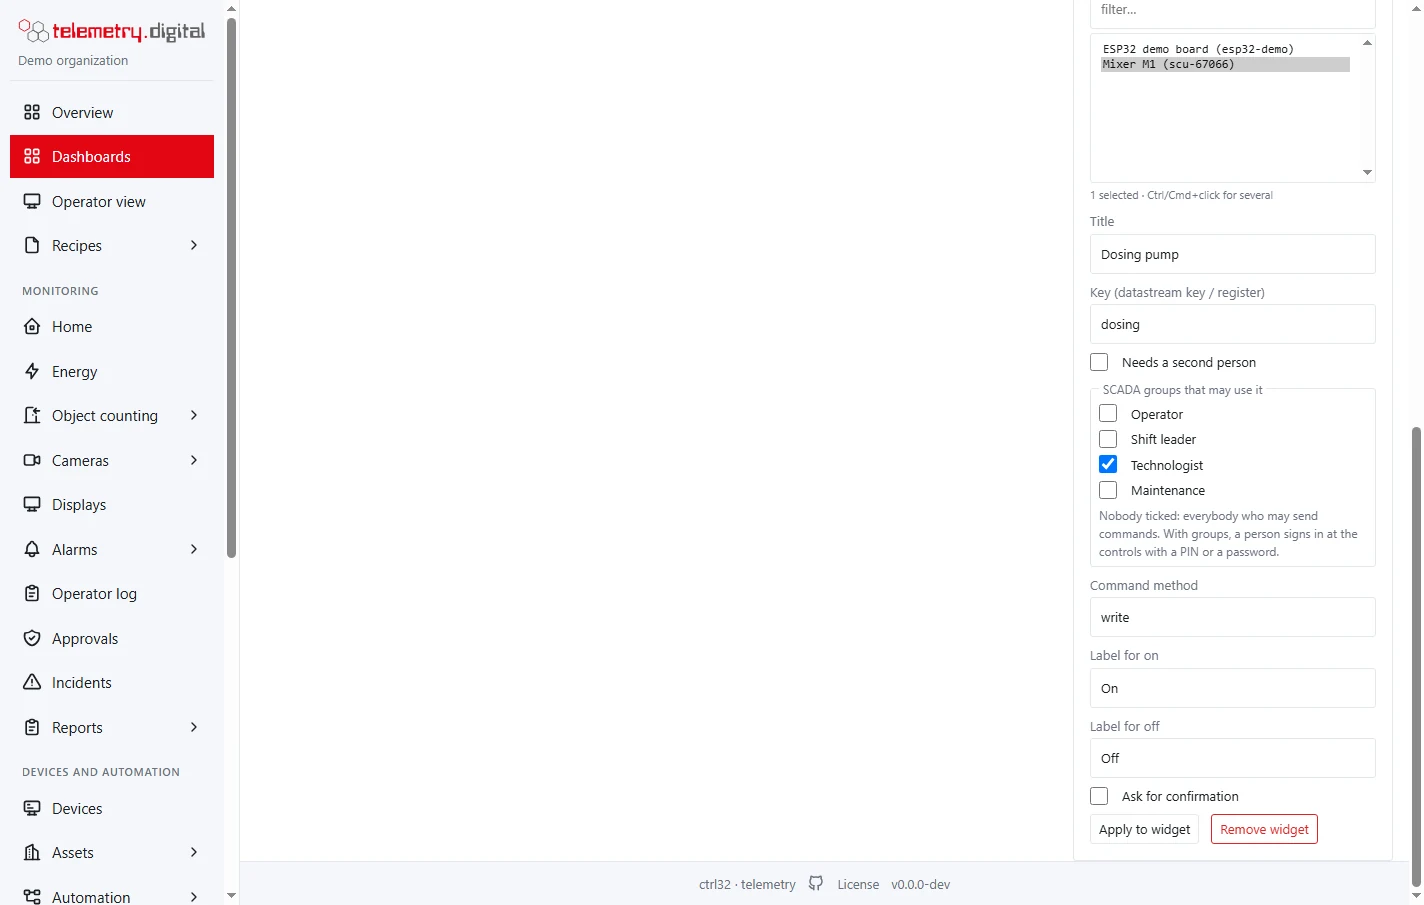 telemetry.digital
Demo organization
Overview
Dashboards
Operator view
Recipes
MONITORING
Home
Energy
Object counting
Cameras
Displays
Alarms
Operator log
Approvals
Incidents
Reports
DEVICES AND AUTOMATION
Devices
Assets
Automation
filter...
ESP32 demo board (esp32-demo)
Mixer M1 (scu-67066)
1 selected · Ctrl/Cmd+click for several
Title
Dosing pump
Key (datastream key / register)
dosing
Needs a second person
SCADA groups that may use it
Operator
Shift leader
Technologist
Maintenance
Nobody ticked: everybody who may send
commands. With groups, a person signs in at the
controls with a PIN or a password.
Command method
write
Label for on
On
Label for off
Off
Ask for confirmation
Apply to widget
Remove widget
ctrl32 · telemetry
License
v0.0.0-dev